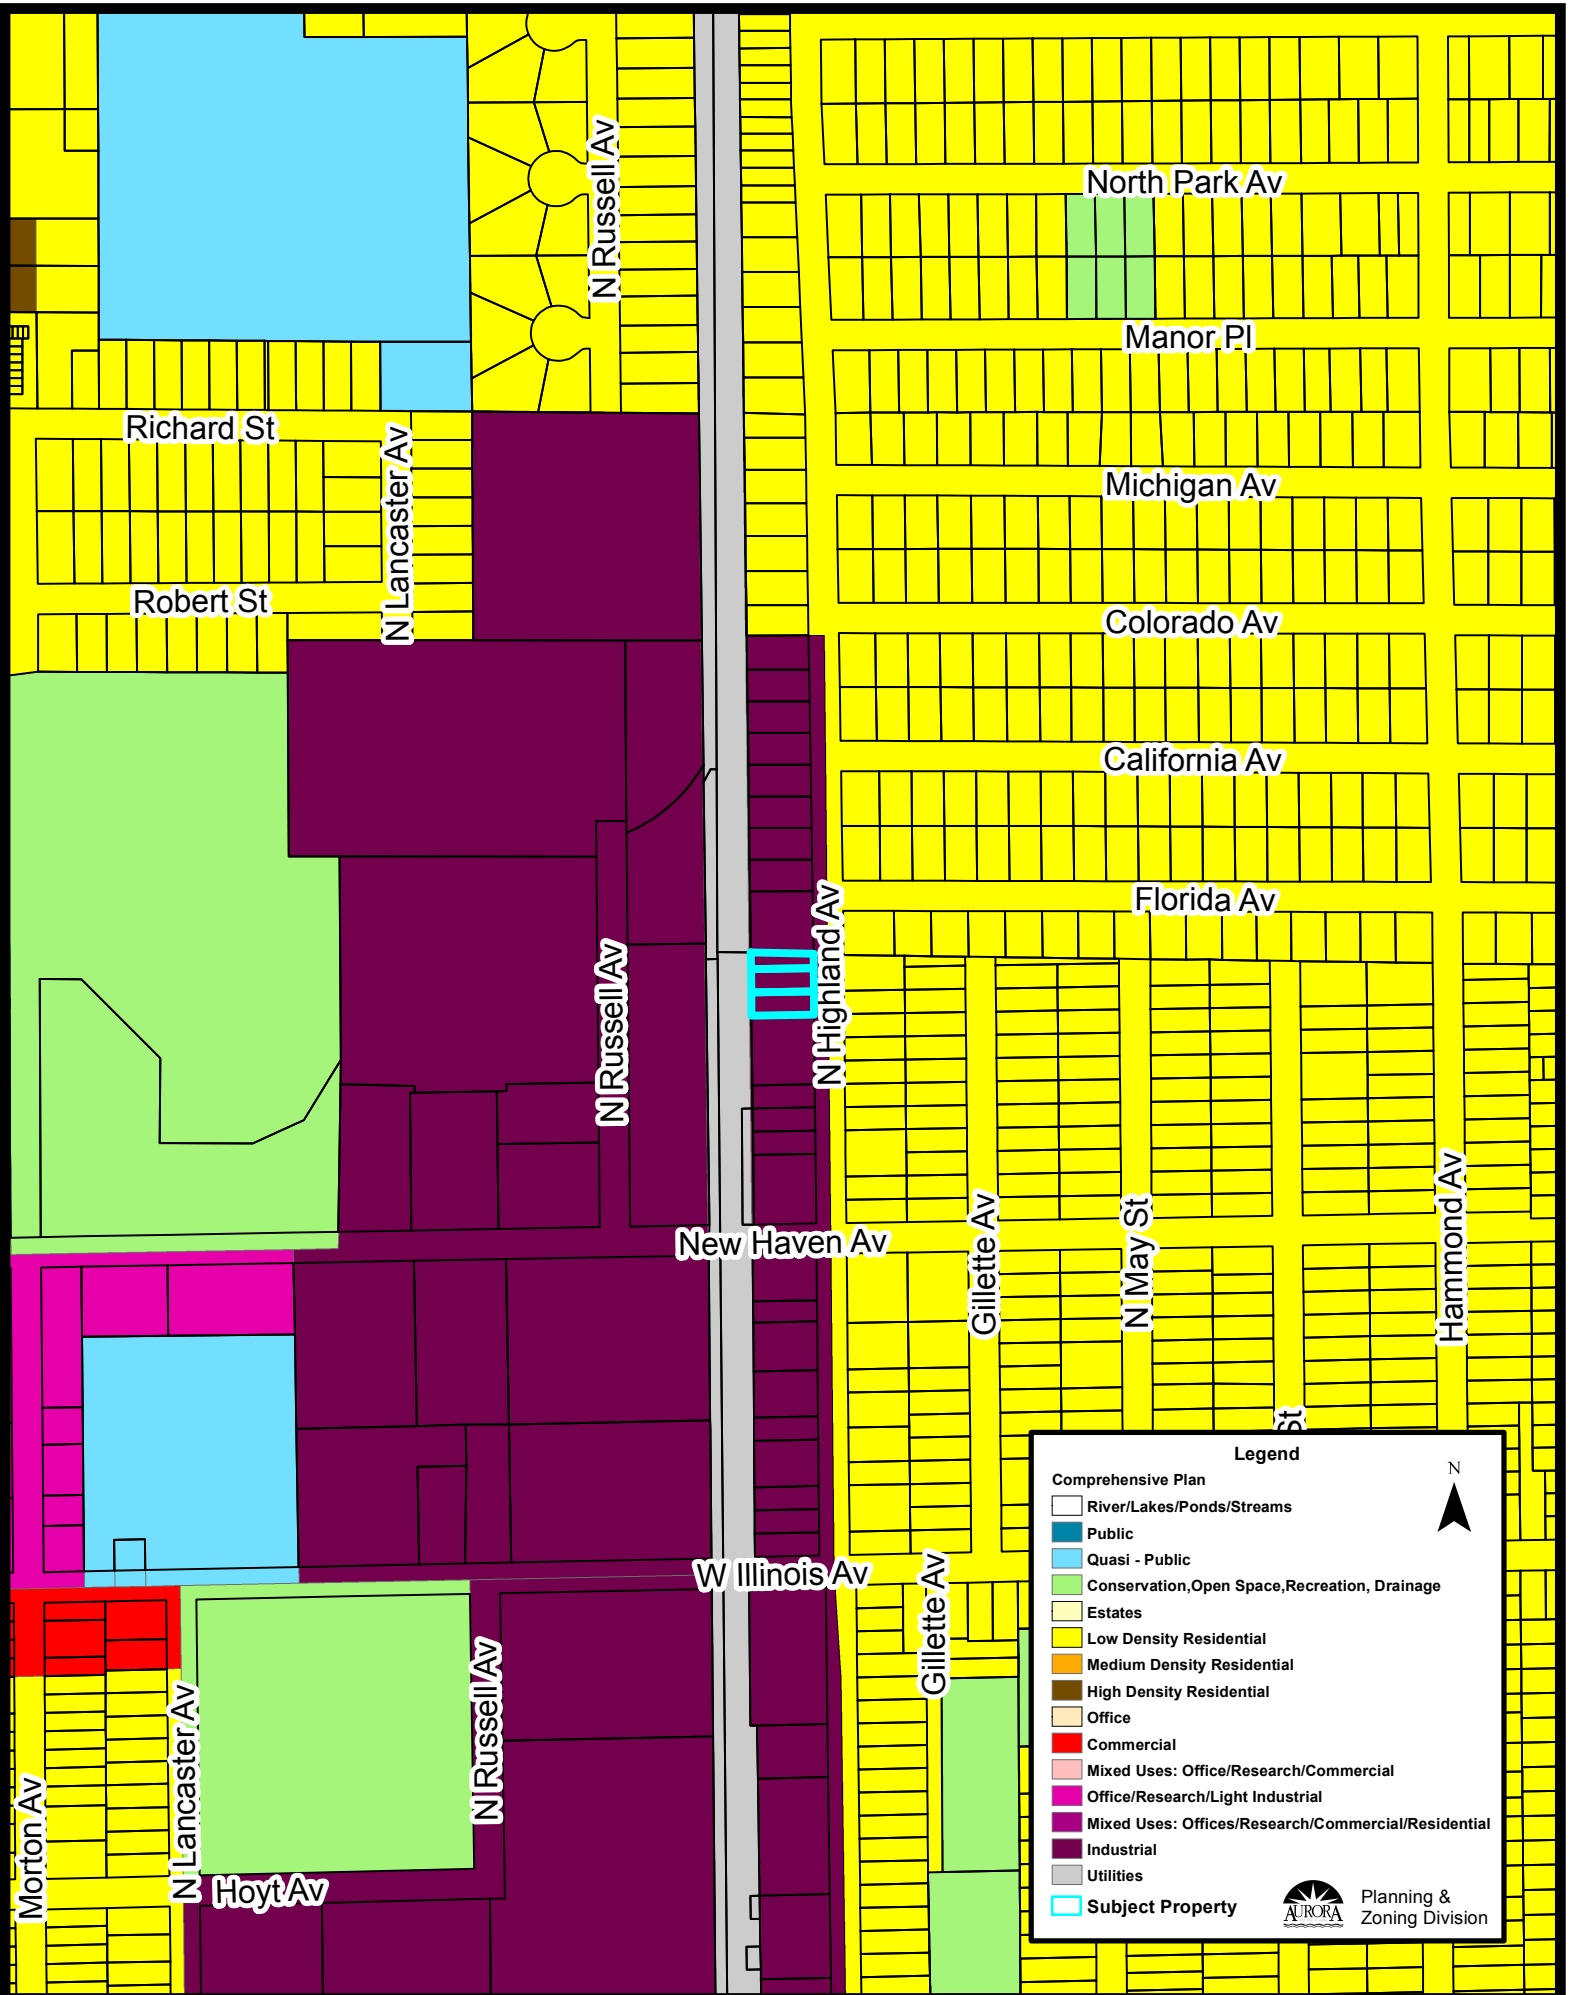 North Park Av
N Russell Av
Manor Pl
Richard St
N Lancaster Av
Michigan Av
Robert St
Colorado Av
California Av
Florida Av
N Highland Av
N Russell Av
New Haven Av
Gillette Av
N May St
Hammond Av
St
W Illinois Av
Gillette Av
N Russell Av
N Lancaster Av
Morton Av
Hoyt Av
Legend
N
Comprehensive Plan
River/Lakes/Ponds/Streams
Public
Quasi - Public
Conservation,Open Space,Recreation, Drainage
Estates
Low Density Residential
Medium Density Residential
High Density Residential
Office
Commercial
Mixed Uses: Office/Research/Commercial
Office/Research/Light Industrial
Mixed Uses: Offices/Research/Commercial/Residential
Industrial
Utilities
Subject Property
AURORA
Planning &
Zoning Division